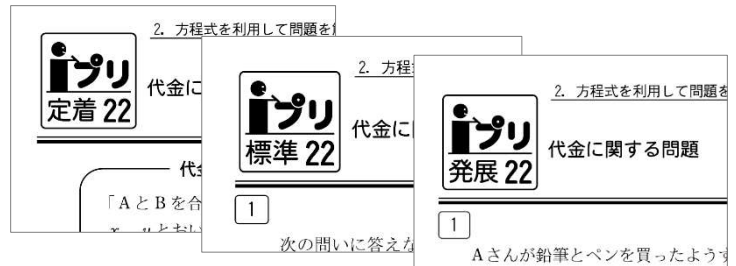 2. 方程式を利用して問題を
iプリ
定着 22
代金に
代
「AとBを合
2. 方程
iプリ
標準 22
代金に
1
次の問いに答えな
2. 方程式を利用して問題を
iプリ
発展 22
代金に関する問題
1
Aさんが鉛筆とペンを買ったよう